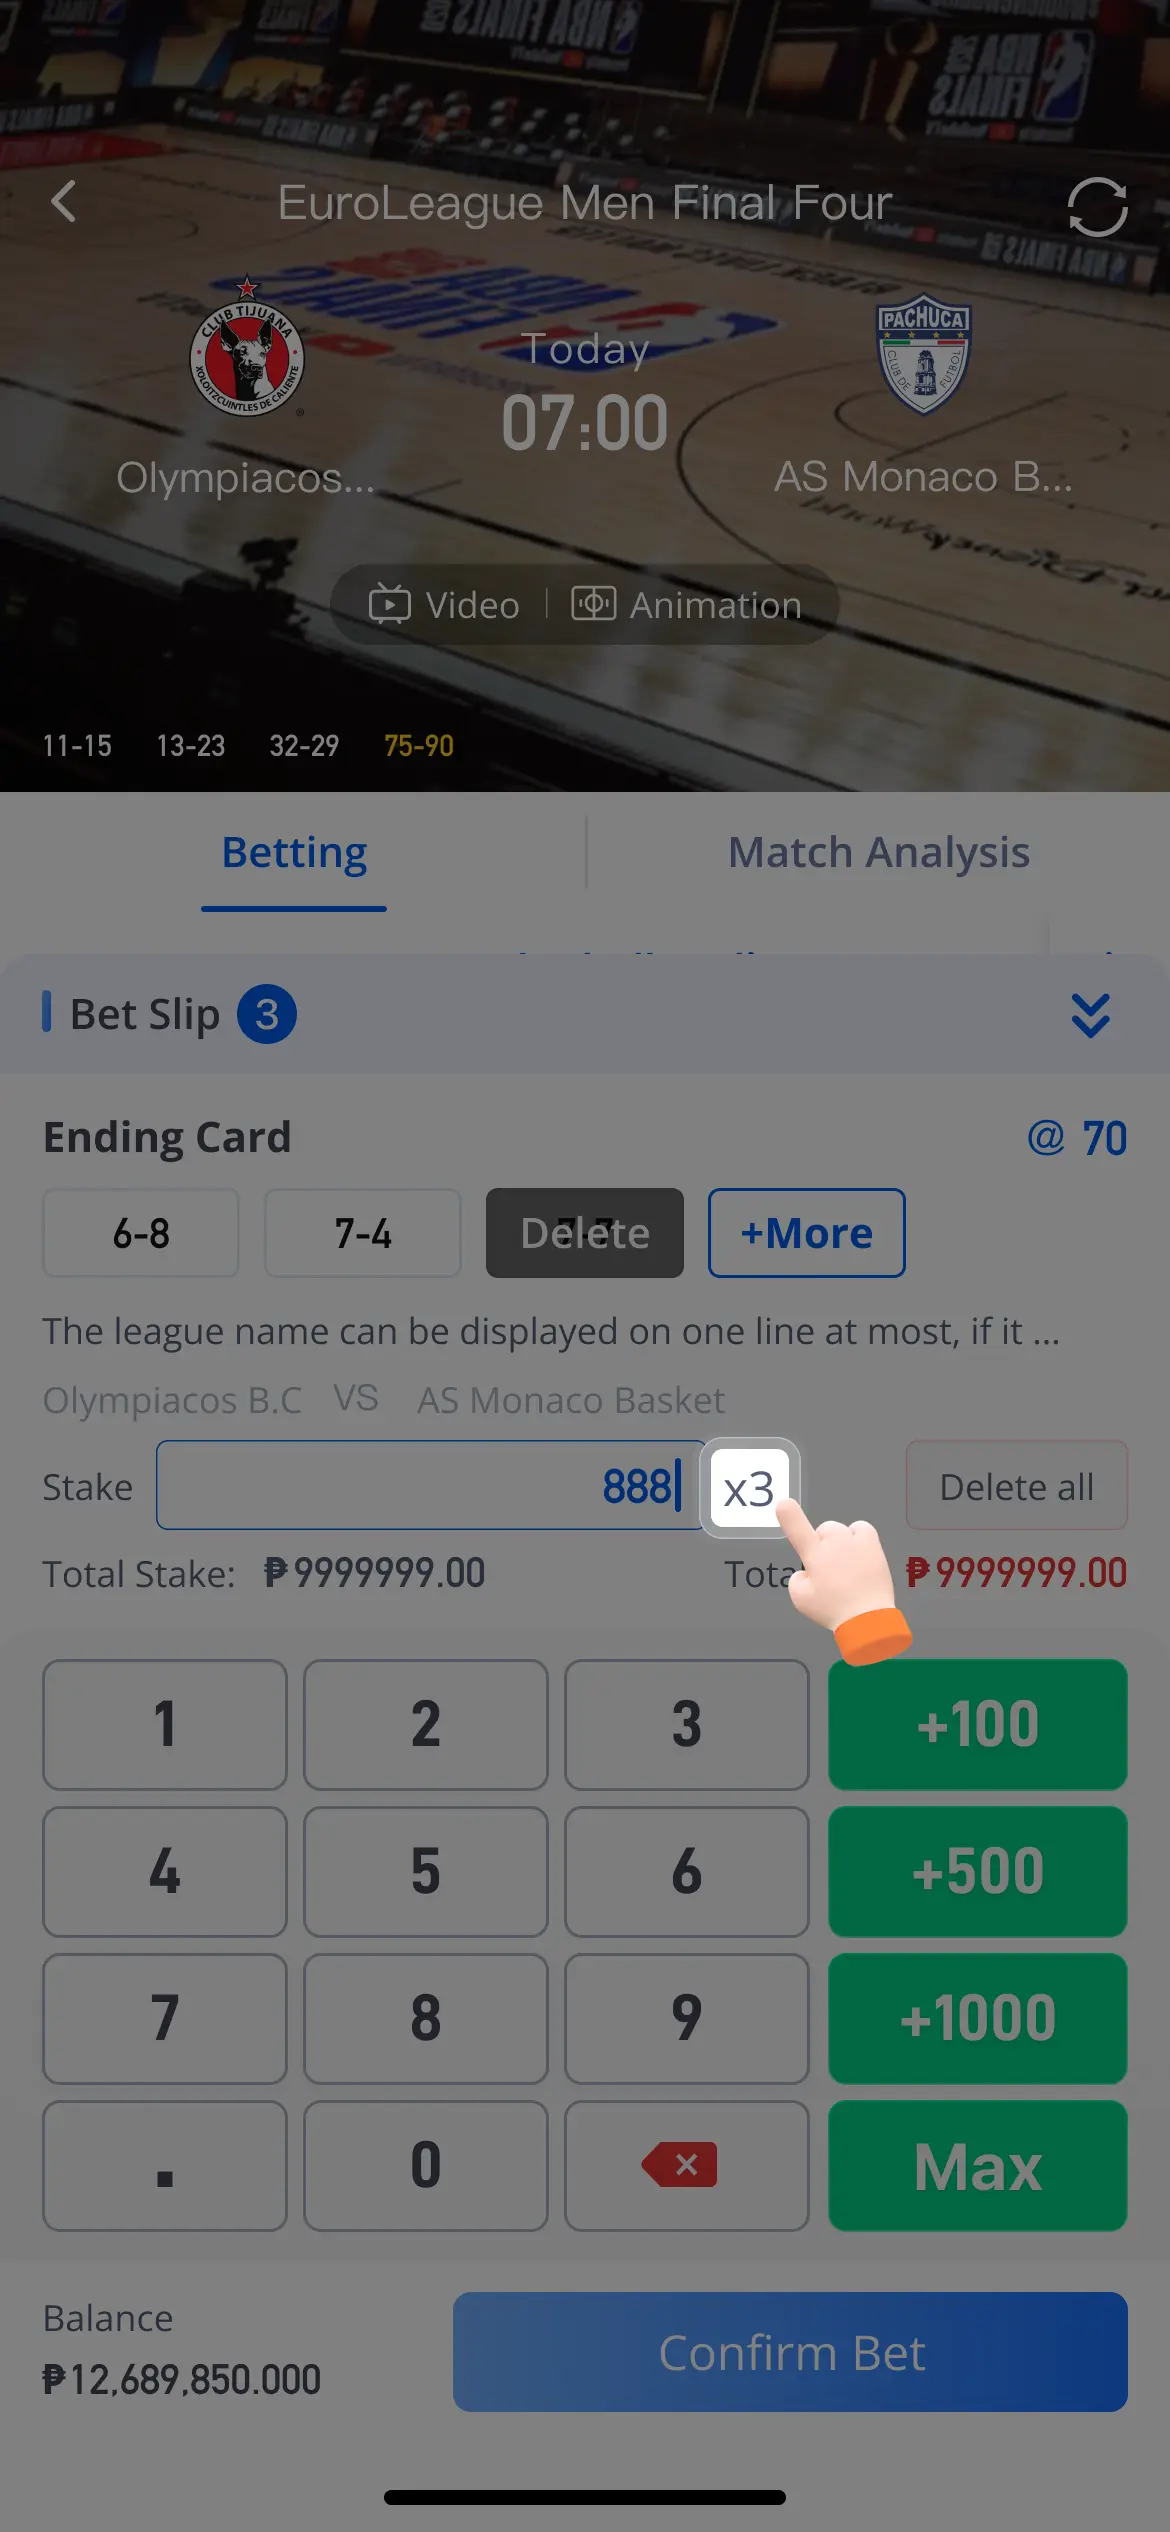 NBA FINALS
NBA FINALS
EuroLeague Men Final Four
CLUB TIJUANA
XOLOITZCUINTLES DE CALIENTE
PACHUCA
CLUB DE FUTBOL
Today
07:00
Olympiacos...
AS Monaco B...
Video
Animation
11-15 13-23 32-29 75-90
Betting
Match Analysis
Bet Slip 3
Ending Card
@ 70
6-8
7-4
Delete
+More
The league name can be displayed on one line at most, if it ...
Olympiacos B.C VS AS Monaco Basket
Stake
888
x3
Delete all
Total Stake: ₱9999999.00
₱9999999.00
1 2 3 +100
4 5 6 +500
7 8 9 +1000
. 0 Max
Balance
₱12,689,850.000
Confirm Bet